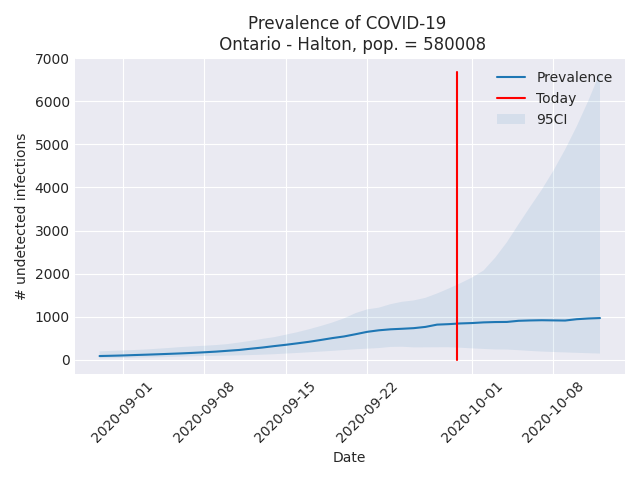 Prevalence of COVID-19
Ontario - Halton, pop. = 580008
7000
6000
5000
4000
3000
2000
1000
0
# undetected infections
Prevalence
Today
95CI
2020-09-01
2020-09-08
2020-09-15
2020-09-22
2020-10-01
2020-10-08
Date